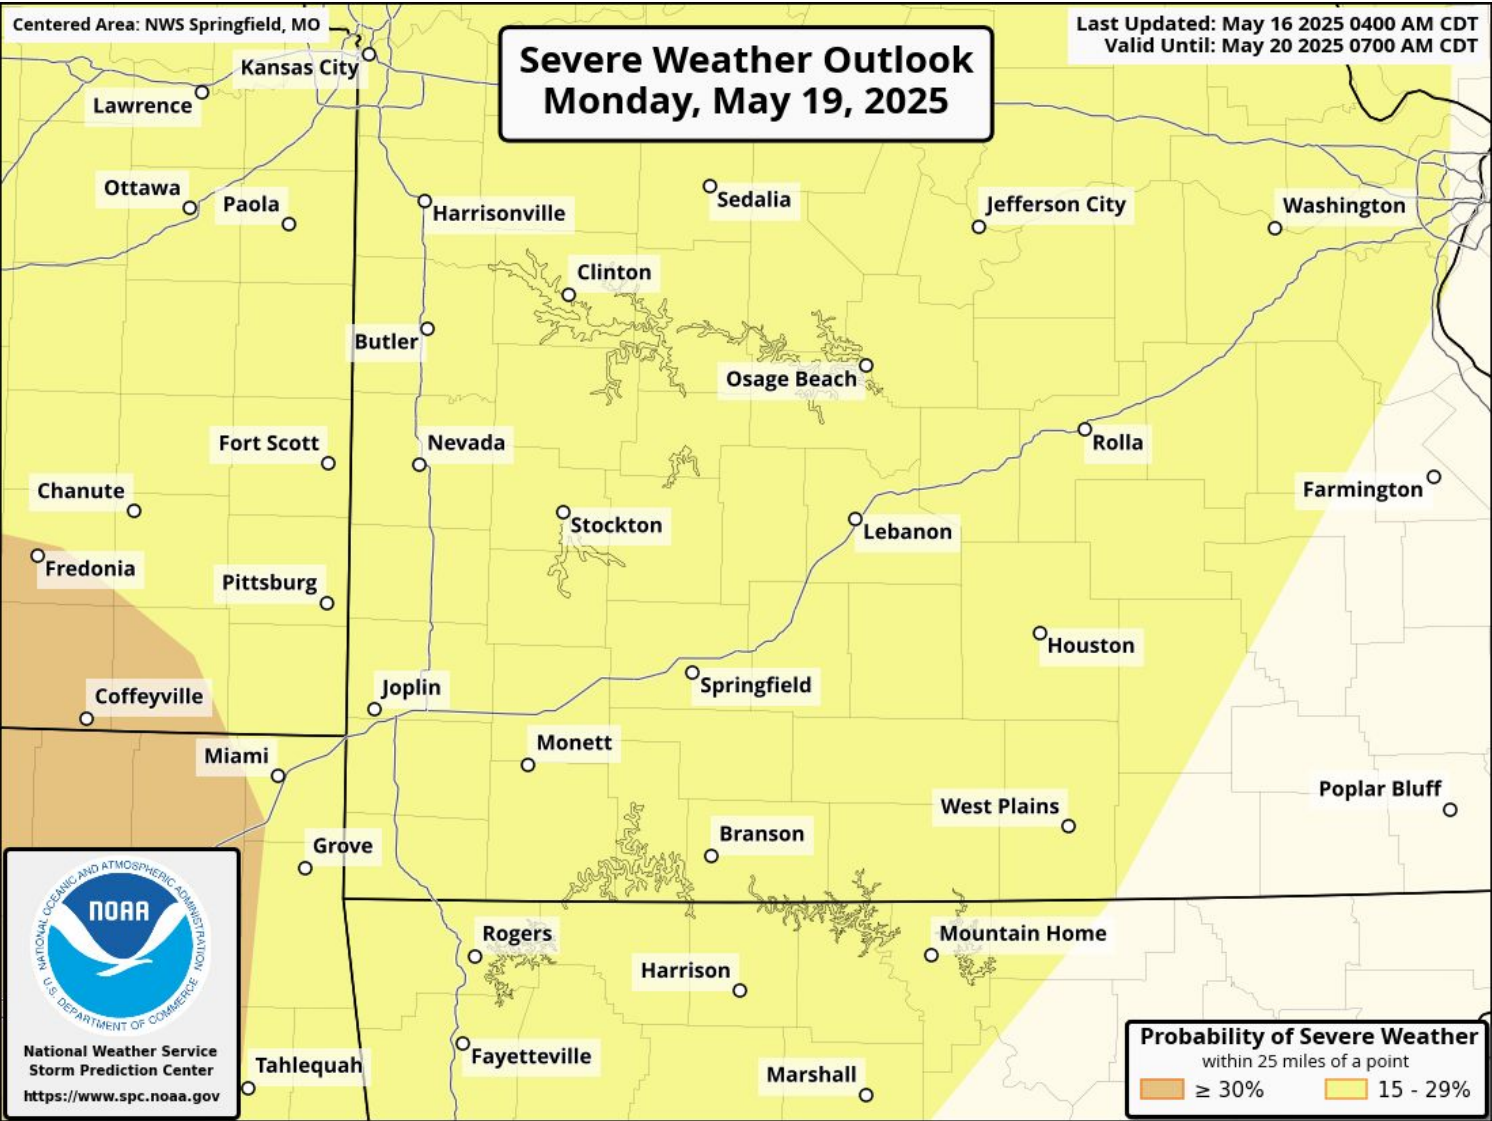 Centered Area: NWS Springfield, MO
Last Updated: May 16 2025 0400 AM CDT
Valid Until: May 20 2025 0700 AM CDT
Severe Weather Outlook
Monday, May 19, 2025
Kansas City
Lawrence
Ottawa
Paola
Harrisonville
Sedalia
Jefferson City
Washington
Clinton
Butler
Osage Beach
Fort Scott
Nevada
Rolla
Chanute
Farmington
Stockton
Lebanon
Fredonia
Pittsburg
Houston
Coffeyville
Joplin
Springfield
Miami
Monett
Poplar Bluff
West Plains
Branson
Grove
Rogers
Mountain Home
Harrison
Fayetteville
Tahlequah
Marshall
NATIONAL OCEANIC AND ATMOSPHERIC ADMINISTRATION
NOAA
U.S. DEPARTMENT OF COMMERCE
National Weather Service
Storm Prediction Center
https://www.spc.noaa.gov
Probability of Severe Weather
within 25 miles of a point
≥ 30%
15 - 29%